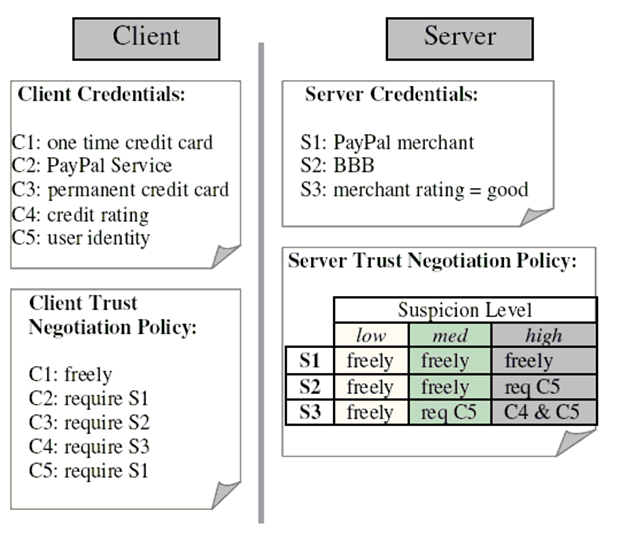 Client
Client Credentials:
C1: one time credit card
C2: PayPal Service
C3: permanent credit card
C4: credit rating
C5: user identity
Client Trust
Negotiation Policy:
C1: freely
C2: require S1
C3: require S2
C4: require S3
C5: require S1
Server
Server Credentials:
S1: PayPal merchant
S2: BBB
S3: merchant rating = good
Server Trust Negotiation Policy:
Suspicion Level
low med high
S1 freely freely freely
S2 freely freely req C5
S3 freely req C5 C4 & C5